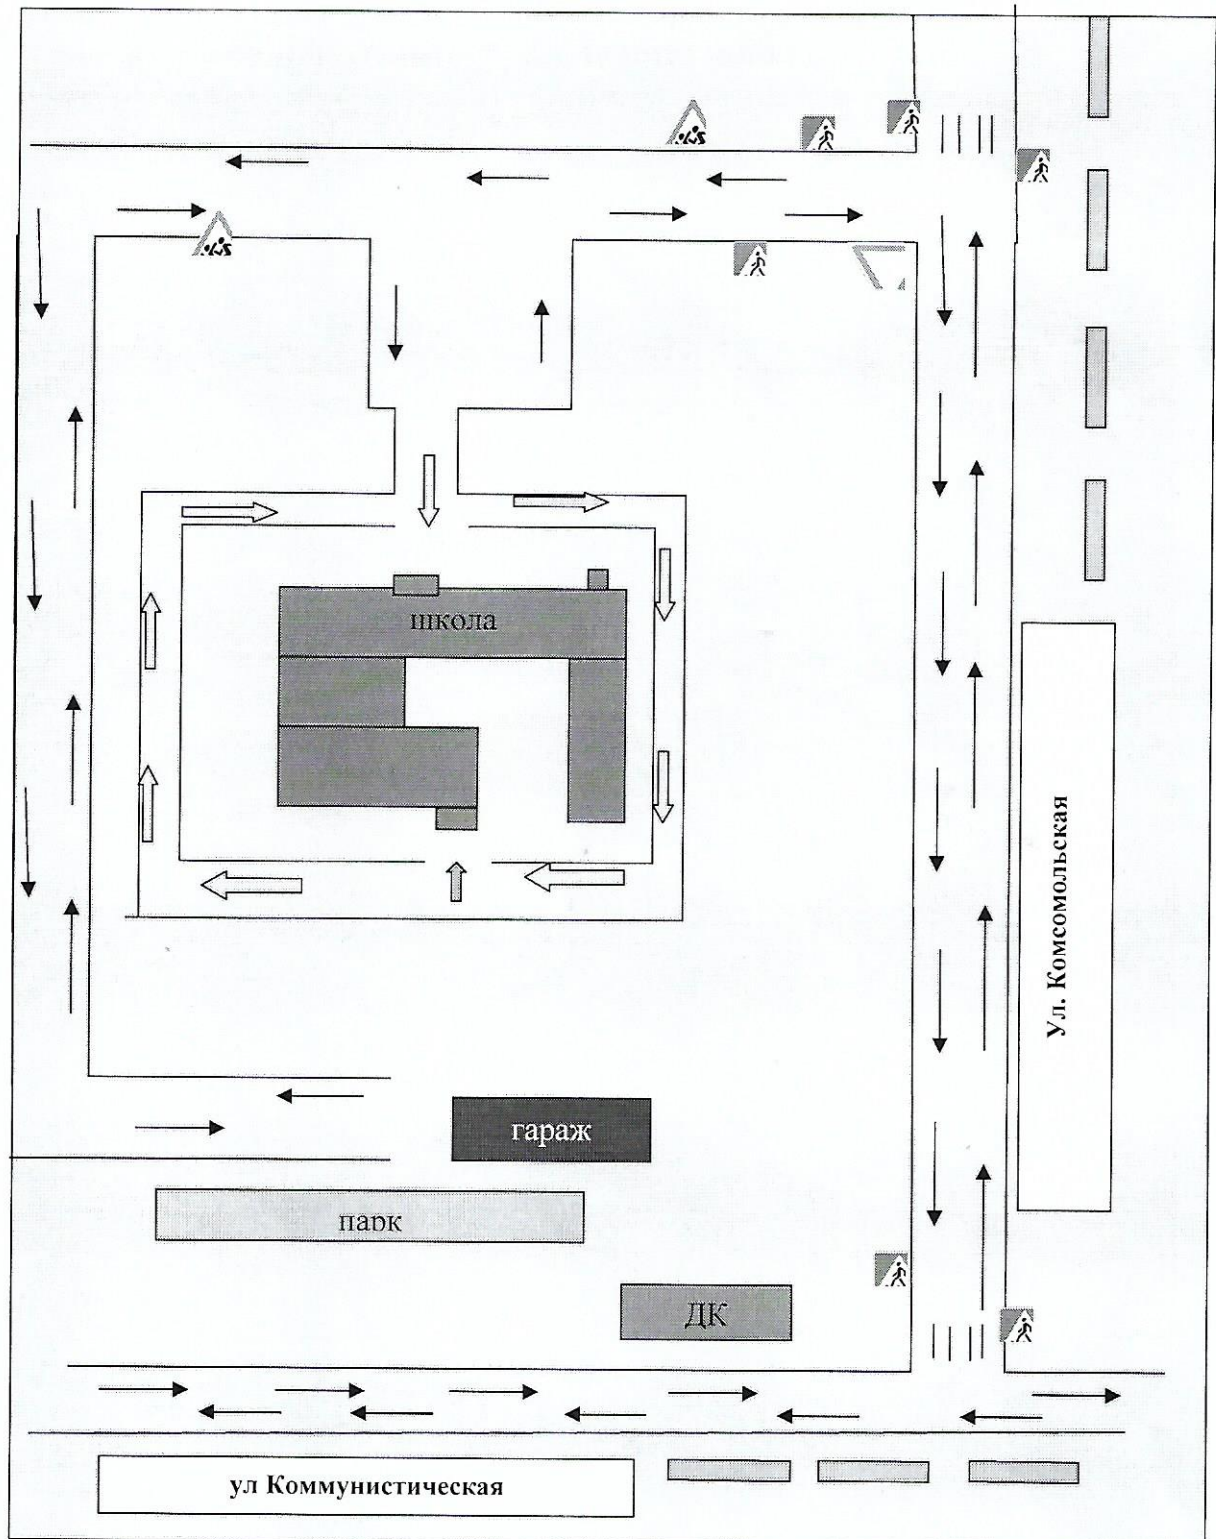 школа
Ул. Комсомольская
гараж
парк
ДК
ул Коммунистическая